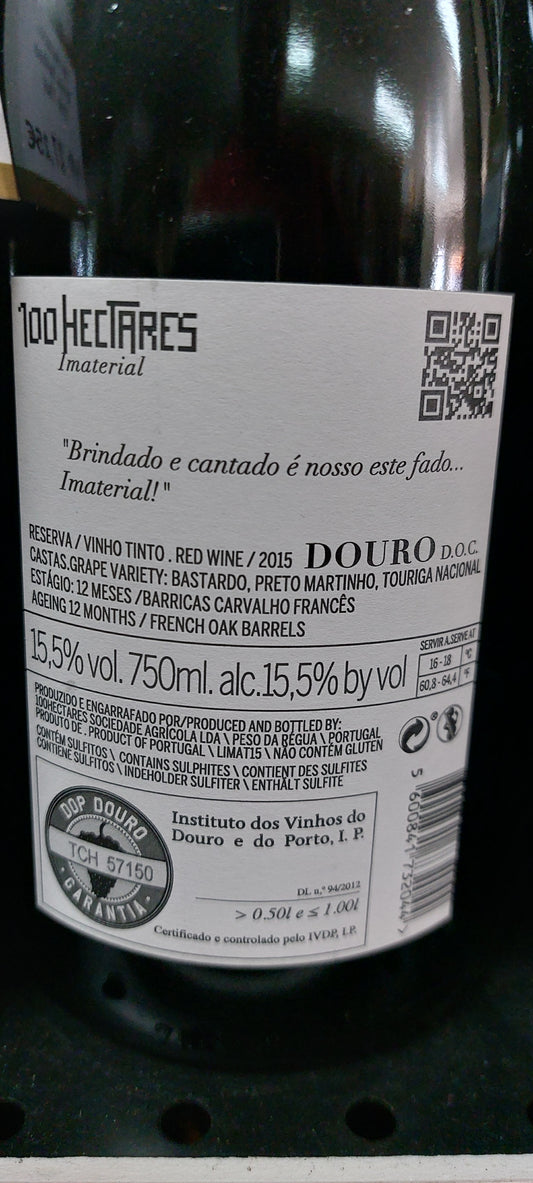 100HECTARES
Imaterial
"Brindado e cantado é nosso este fado...
Imaterial!"
RESERVA / VINHO TINTO . RED WINE / 2015 DOURO D.O.C.
CASTAS.GRAPE VARIETY: BASTARDO, PRETO MARTINHO, TOURIGA NACIONAL
ESTÁGIO: 12 MESES /BARRICAS CARVALHO FRANCÊS
AGEING 12 MONTHS / FRENCH OAK BARRELS
15,5% vol. 750ml. alc.15,5% by vol
SERVIR A.SERVE AT
16 - 18 ºC
60,8 - 64,4 ºF
PRODUZIDO E ENGARRAFADO POR/PRODUCED AND BOTTLED BY:
100HECTARES SOCIEDADE AGRÍCOLA LDA \ PESO DA RÉGUA \ PORTUGAL
PRODUTO DE . PRODUCT OF PORTUGAL \ LIMAT15 \ NÃO CONTÉM GLUTEN
CONTÉM SULFITOS \ CONTAINS SULPHITES \ CONTIENT DES SULFITES
CONTIENE SULFITOS \ INDEHOLDER SULFITER \ ENTHÄLT SULFITE
DOP DOURO
TCH 57150
· GARANTIA ·
Instituto dos Vinhos do
Douro e do Porto, I. P.
DL n.º 94/2012
> 0.50l e ≤ 1.00l
Certificado e controlado pelo IVDP, I.P.
5 600841 732044 >